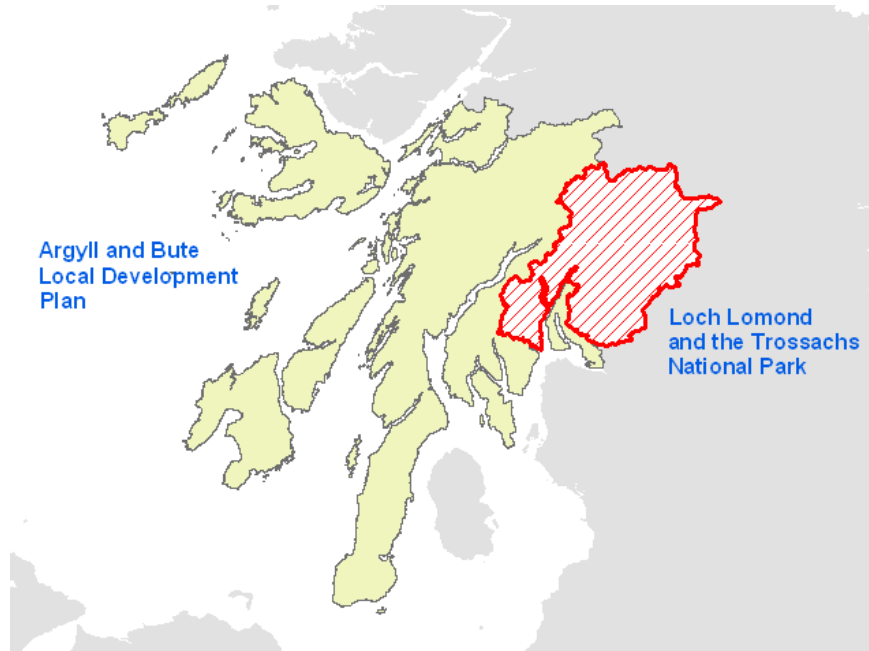 Argyll and Bute
Local Development
Plan
Loch Lomond
and the Trossachs
National Park